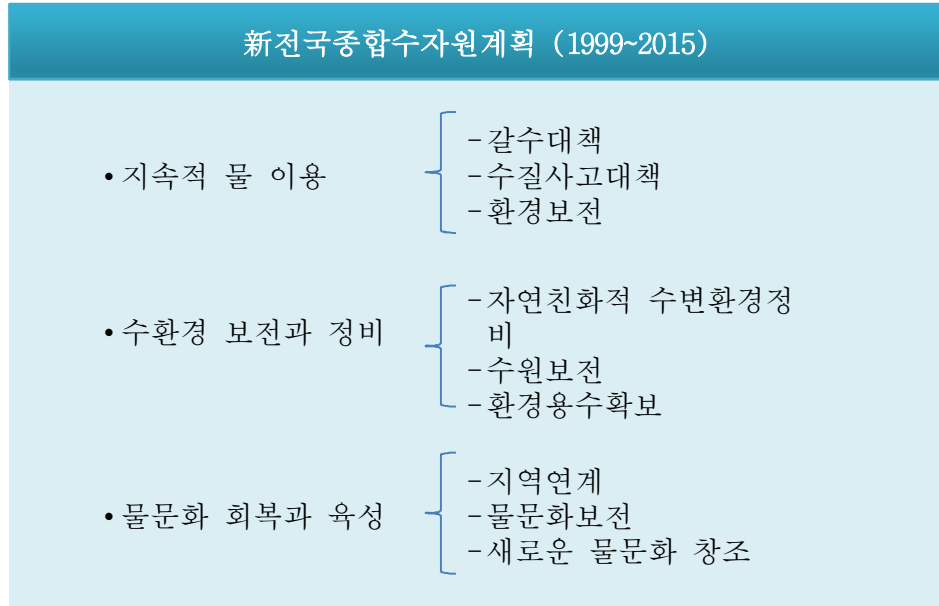 新전국종합수자원계획 (1999~2015)
•지속적 물 이용
-갈수대책
-수질사고대책
-환경보전
•수환경 보전과 정비
-자연친화적 수변환경정
비
-수원보전
-환경용수확보
•물문화 회복과 육성
-지역연계
-물문화보전
-새로운 물문화 창조